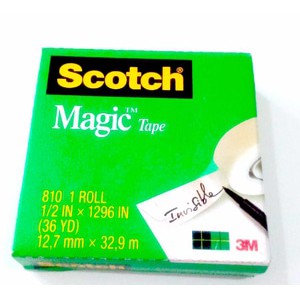 Scotch™
Magic™ Tape
810 1 ROLL
1/2 IN × 1296 IN
(36 YD)
12,7 mm × 32,9 m
Invisible
3M